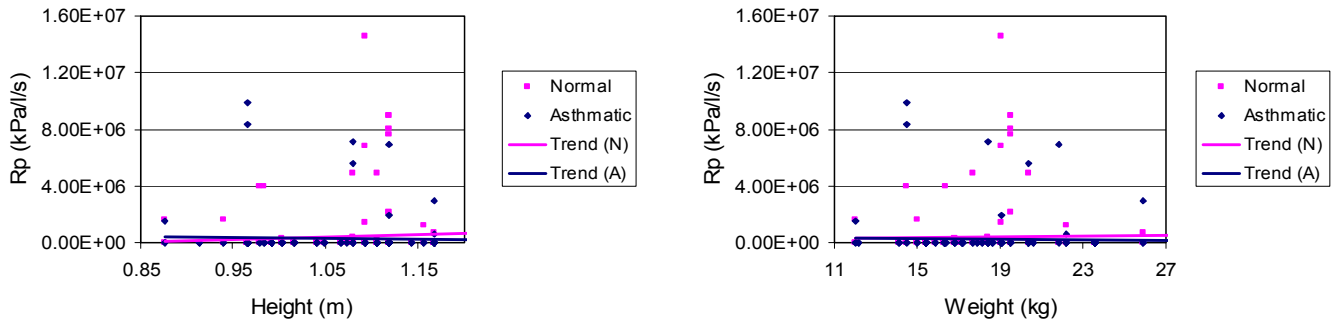 1.60E+07
1.20E+07
8.00E+06
4.00E+06
0.00E+00
Rp (kPa/l/s)
0.85 0.95 1.05 1.15
Height (m)
Normal
Asthmatic
Trend (N)
Trend (A)
1.60E+07
1.20E+07
8.00E+06
4.00E+06
0.00E+00
Rp (kPa/l/s)
11 15 19 23 27
Weight (kg)
Normal
Asthmatic
Trend (N)
Trend (A)